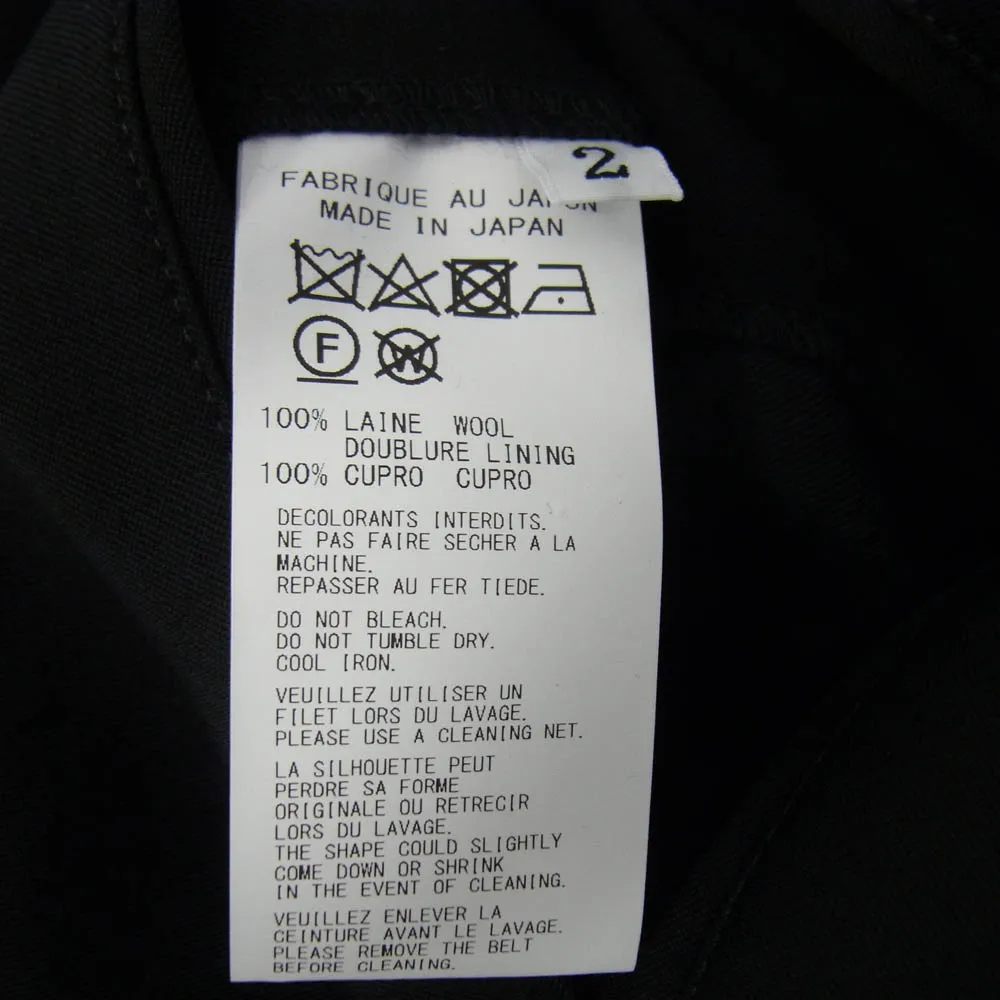 2
FABRIQUE AU JAPON
MADE IN JAPAN
F
W
100% LAINE WOOL
DOUBLURE LINING
100% CUPRO CUPRO
DECOLORANTS INTERDITS.
NE PAS FAIRE SECHER A LA
MACHINE.
REPASSER AU FER TIEDE.
DO NOT BLEACH.
DO NOT TUMBLE DRY.
COOL IRON.
VEUILLEZ UTILISER UN
FILET LORS DU LAVAGE.
PLEASE USE A CLEANING NET.
LA SILHOUETTE PEUT
PERDRE SA FORME
ORIGINALE OU RETRECIR
LORS DU LAVAGE.
THE SHAPE COULD SLIGHTLY
COME DOWN OR SHRINK
IN THE EVENT OF CLEANING.
VEUILLEZ ENLEVER LA
CEINTURE AVANT LE LAVAGE.
PLEASE REMOVE THE BELT
BEFORE CLEANING.